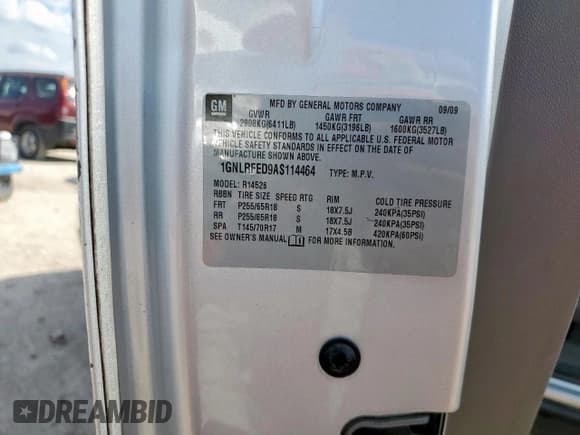 GM
MFD BY GENERAL MOTORS COMPANY 09/09
GVWR GAWR FRT GAWR RR
2908KG(6411LB) 1450KG(3196LB) 1600KG(3527LB)
THIS VEHICLE CONFORMS TO ALL APPLICABLE U.S. FEDERAL MOTOR
VEHICLE SAFETY STANDARDS IN EFFECT ON THE DATE OF
MANUFACTURE SHOWN ABOVE.
1GNLRFED9AS114464 TYPE: M.P.V.
MODEL: R14526
RBBN TIRE SIZE SPEED RTG RIM COLD TIRE PRESSURE
FRT P255/65R18 S 18X7.5J 240KPA(35PSI)
RR P255/65R18 S 18X7.5J 240KPA(35PSI)
SPA T145/70R17 M 17X4.5B 420KPA(60PSI)
SEE OWNER'S MANUAL FOR MORE INFORMATION.
DREAMBID